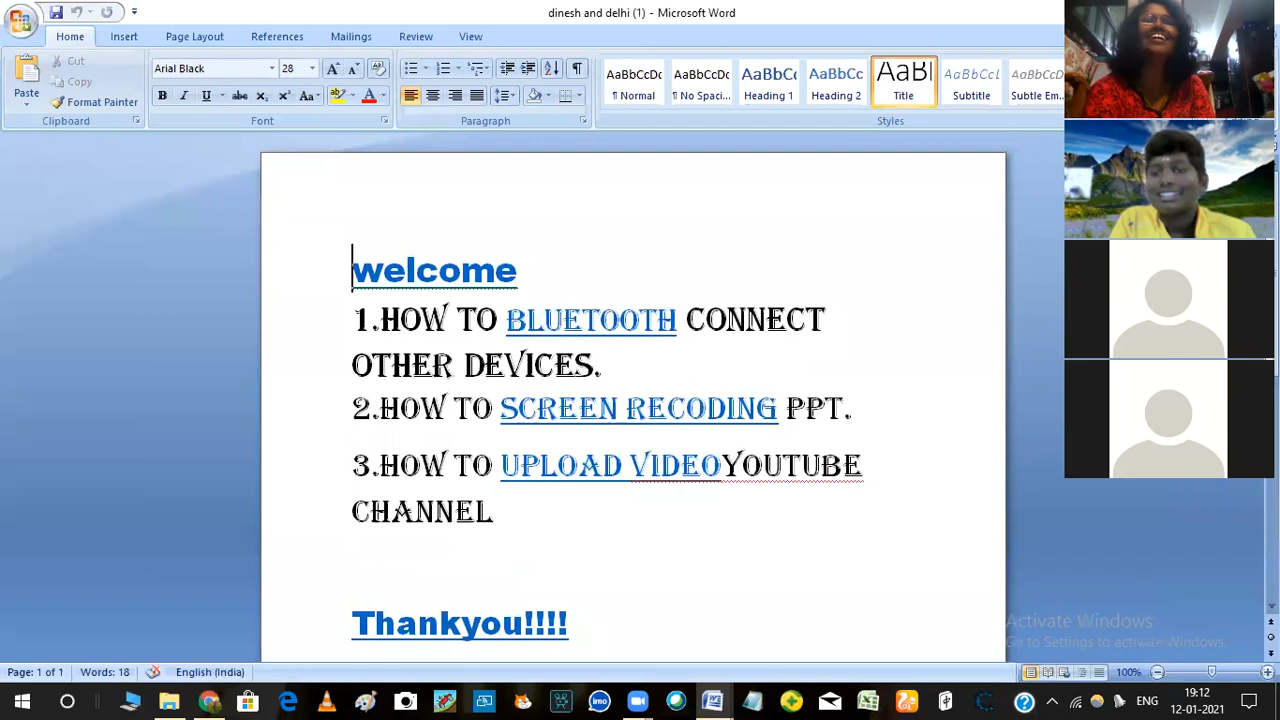 dinesh and delhi (1) - Microsoft Word
Home Insert Page Layout References Mailings Review View
Paste
Cut
Copy
Format Painter
Clipboard
Arial Black 28
Font
Paragraph
AaBbCcDc AaBbCcDc AaBbCc AaBbCc AaBl AaBbCcL AaBbCcDc
¶ Normal ¶ No Spaci... Heading 1 Heading 2 Title Subtitle Subtle Em...
Styles
welcome
1.HOW TO BLUETOOTH CONNECT
OTHER DEVICES.
2.HOW TO SCREEN RECODING PPT.
3.HOW TO UPLOAD VIDEOYOUTUBE
CHANNEL
Thankyou!!!!
Activate Windows
Go to Settings to activate Windows.
Page: 1 of 1 Words: 18 English (India) 100%
imo ENG 19:12
12-01-2021